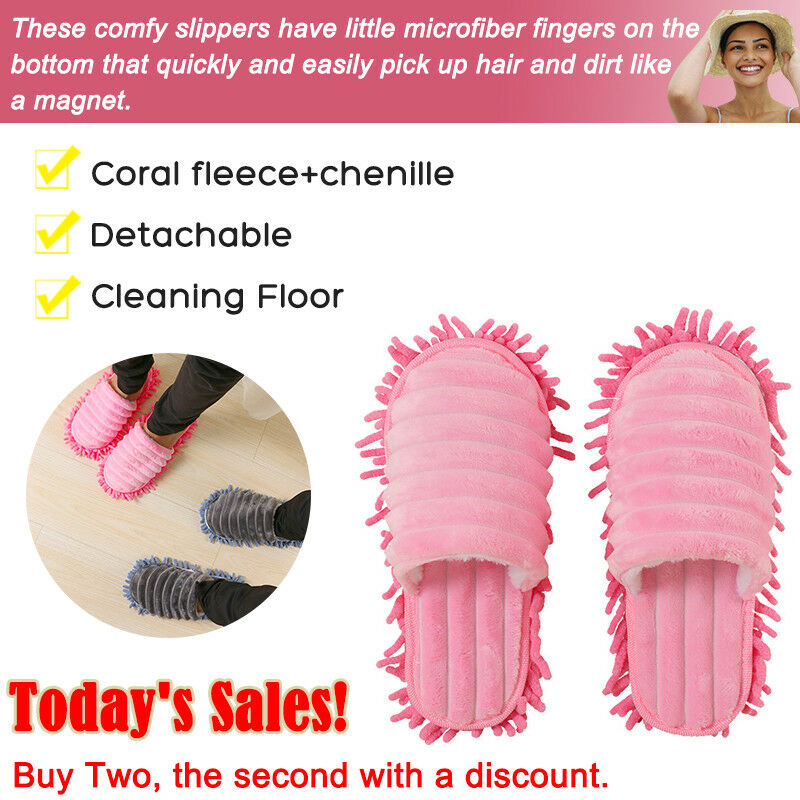 These comfy slippers have little microfiber fingers on the
bottom that quickly and easily pick up hair and dirt like
a magnet.
Coral fleece+chenille
Detachable
Cleaning Floor
Today's Sales!
Buy Two, the second with a discount.